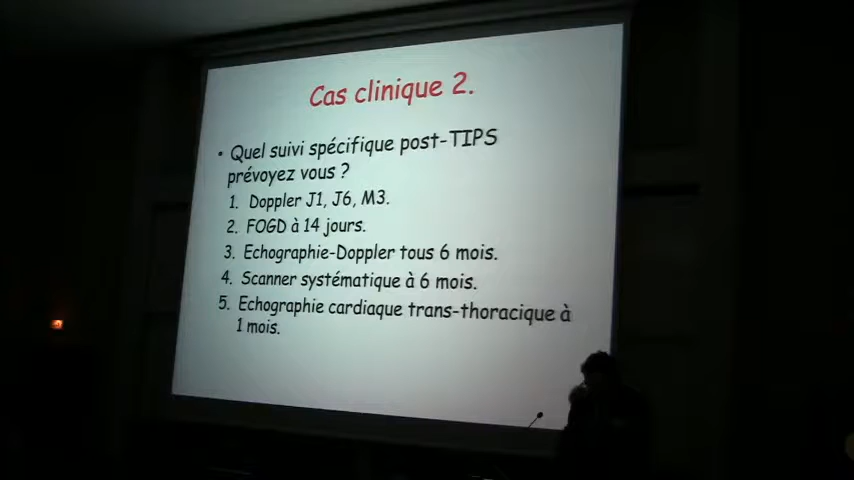 Cas clinique 2.
• Quel suivi spécifique post-TIPS
prévoyez vous ?
1. Doppler J1, J6, M3.
2. FOGD à 14 jours.
3. Echographie-Doppler tous 6 mois.
4. Scanner systématique à 6 mois.
5. Echographie cardiaque trans-thoracique à
1 mois.